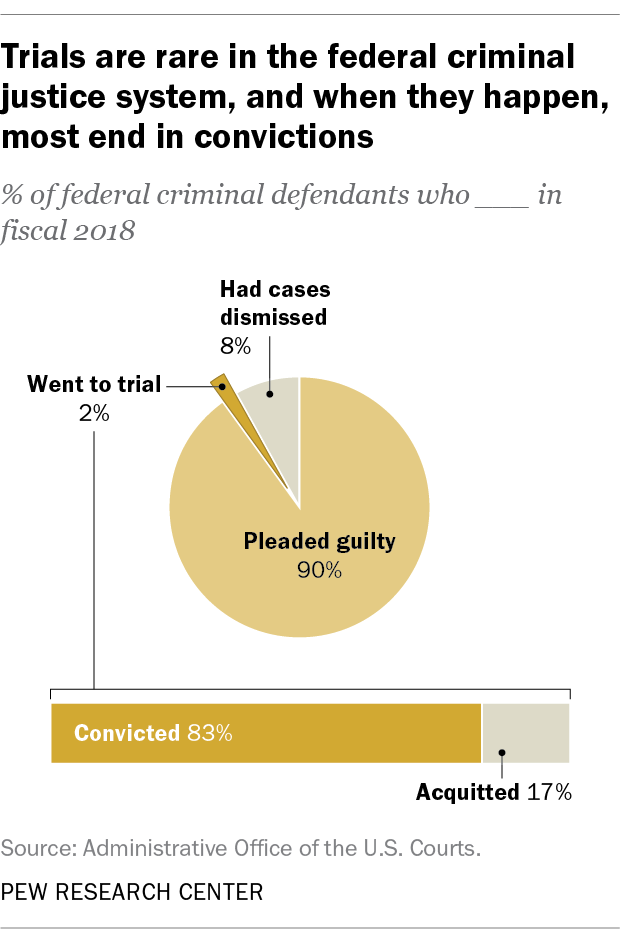 Trials are rare in the federal criminal
justice system, and when they happen,
most end in convictions
% of federal criminal defendants who ___ in
fiscal 2018
Had cases
dismissed
8%
Went to trial
2%
Pleaded guilty
90%
Convicted 83%
Acquitted 17%
Source: Administrative Office of the U.S. Courts.
PEW RESEARCH CENTER